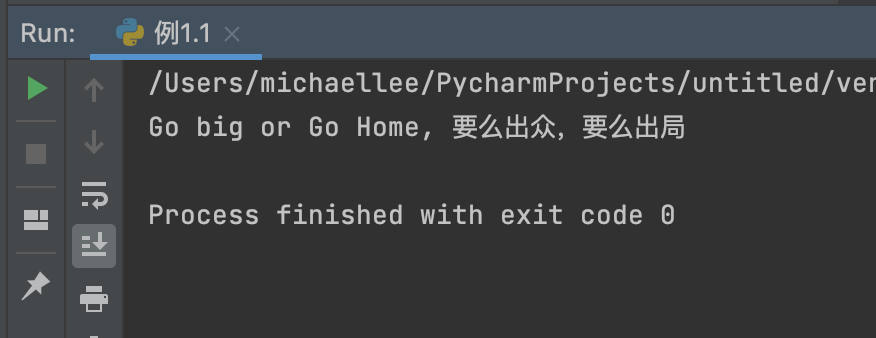 Run: 例1.1
/Users/michaellee/PycharmProjects/untitled/ver
Go big or Go Home, 要么出众，要么出局
Process finished with exit code 0